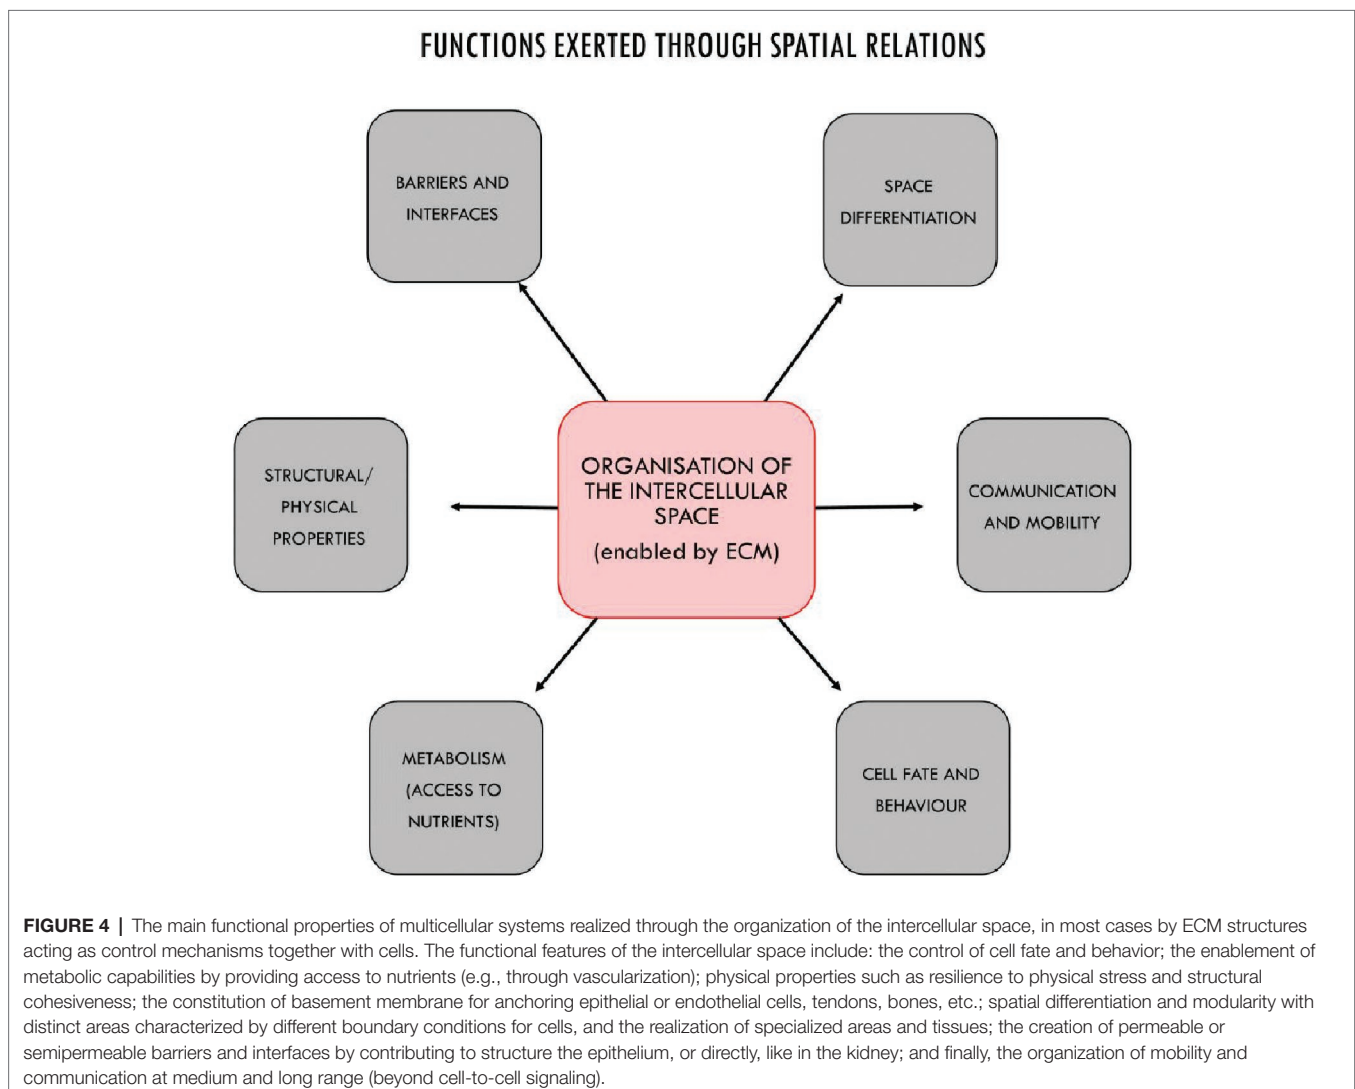 FUNCTIONS EXERTED THROUGH SPATIAL RELATIONS
BARRIERS AND
INTERFACES
SPACE
DIFFERENTIATION
STRUCTURAL/
PHYSICAL
PROPERTIES
ORGANISATION OF
THE INTERCELLULAR
SPACE
(enabled by ECM)
COMMUNICATION
AND MOBILITY
METABOLISM
(ACCESS TO
NUTRIENTS)
CELL FATE AND
BEHAVIOUR
FIGURE 4 | The main functional properties of multicellular systems realized through the organization of the intercellular space, in most cases by ECM structures
acting as control mechanisms together with cells. The functional features of the intercellular space include: the control of cell fate and behavior; the enablement of
metabolic capabilities by providing access to nutrients (e.g., through vascularization); physical properties such as resilience to physical stress and structural
cohesiveness; the constitution of basement membrane for anchoring epithelial or endothelial cells, tendons, bones, etc.; spatial differentiation and modularity with
distinct areas characterized by different boundary conditions for cells, and the realization of specialized areas and tissues; the creation of permeable or
semipermeable barriers and interfaces by contributing to structure the epithelium, or directly, like in the kidney; and finally, the organization of mobility and
communication at medium and long range (beyond cell-to-cell signaling).